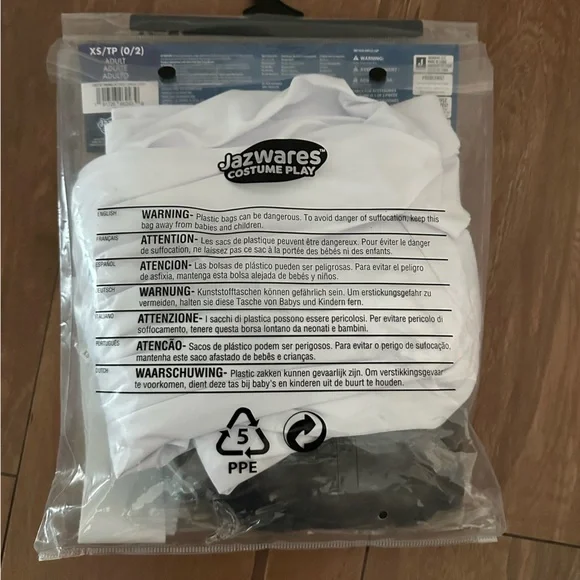 XS/TP (0/2)
ADULT
ADULTE
ADULTO
WARNING:
Jazwares™
COSTUME PLAY
ENGLISH
WARNING- Plastic bags can be dangerous. To avoid danger of suffocation, keep this
bag away from babies and children.
FRANÇAIS
ATTENTION- Les sacs de plastique peuvent être dangereux. Pour éviter le danger
de suffocation, ne laissez pas ce sac à la portée des bébés ni des enfants.
ESPAÑOL
ATENCION- Las bolsas de plástico pueden ser peligrosas. Para evitar el peligro
de asfixia, mantenga esta bolsa alejada de bebés y niños.
DEUTSCH
WARNUNG- Kunststofftaschen können gefährlich sein. Um erstickungsgefahr zu
vermeiden, halten sie diese Tasche von Babys und Kindern fern.
ITALIANO
ATTENZIONE- I sacchi di plastica possono essere pericolosi. Per evitare pericolo di
soffocamento, tenere questa borsa lontano da neonati e bambini.
PORTUGUÊS
ATENCÃO- Sacos de plástico podem ser perigosos. Para evitar o perigo de sufocação,
mantenha este saco afastado de bebês e crianças.
DUTCH
WAARSCHUWING- Plastic zakken kunnen gevaarlijk zijn. Om verstikkingsgevaar
te voorkomen, dient deze tas bij baby's en kinderen uit de buurt te houden.
5
PPE